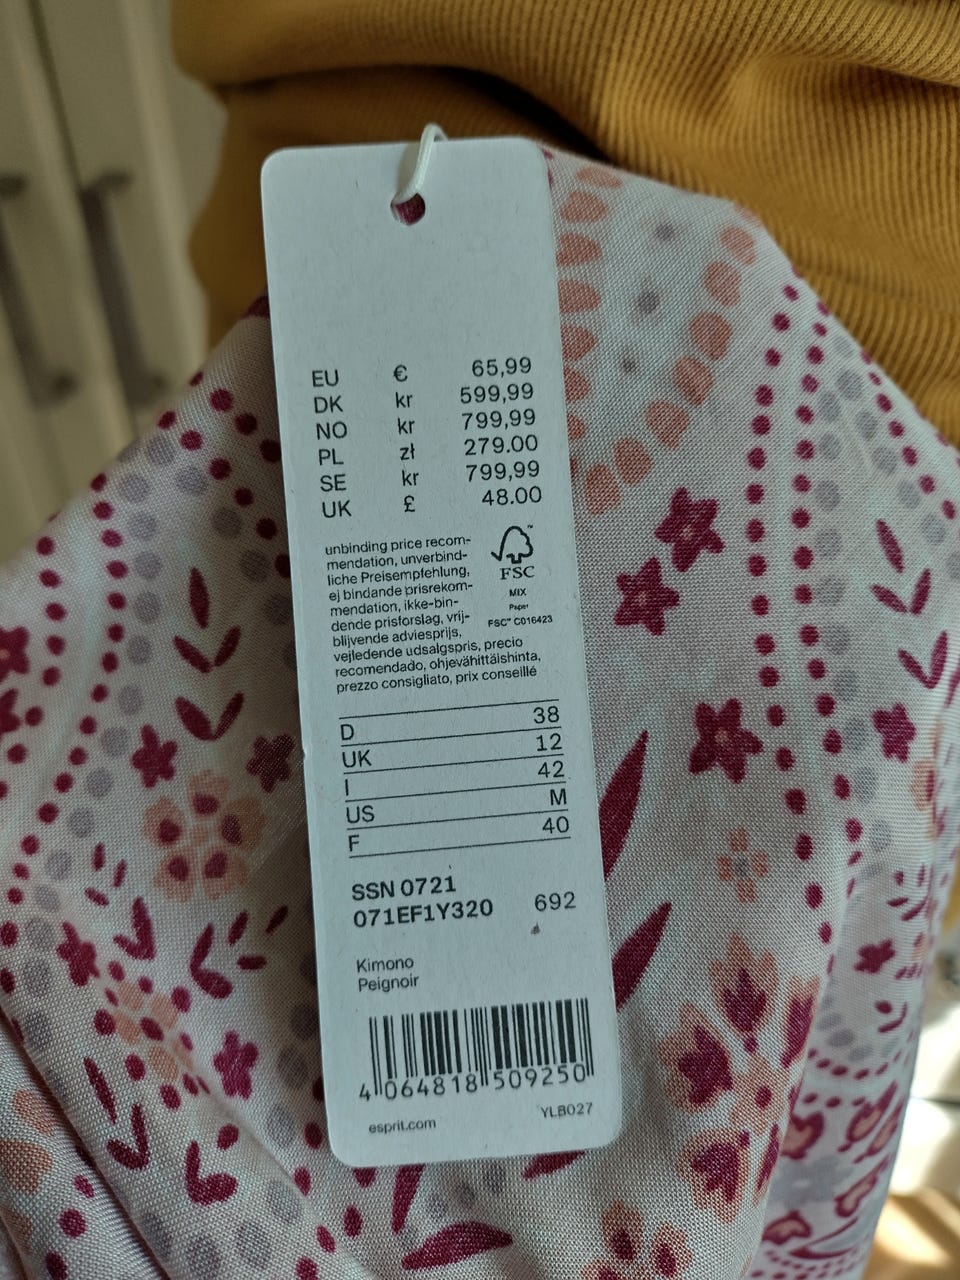 EU € 65,99
DK kr 599,99
NO kr 799,99
PL zł 279.00
SE kr 799,99
UK £ 48.00
unbinding price recom-
mendation, unverbind-
liche Preisempfehlung,
ej bindande prisrekom-
mendation, ikke-bin-
dende prisforslag, vrij-
blijvende adviesprijs,
vejledende udsalgspris, precio
recomendado, ohjevähittäishinta,
prezzo consigliato, prix conseillé
FSC™
MIX
Paper
FSC™ C016423
D 38
UK 12
I 42
US M
F 40
SSN 0721
071EF1Y320 692
Kimono
Peignoir
4 064818 509250
esprit.com YLB027